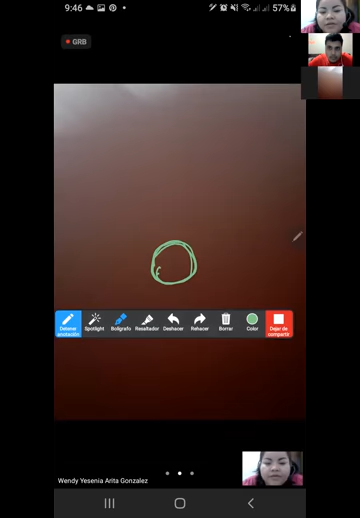 9:46
57%
GRB
Detener anotación
Spotlight
Bolígrafo
Resaltador
Deshacer
Rehacer
Borrar
Color
Dejar de compartir
Wendy Yesenia Arita Gonzalez